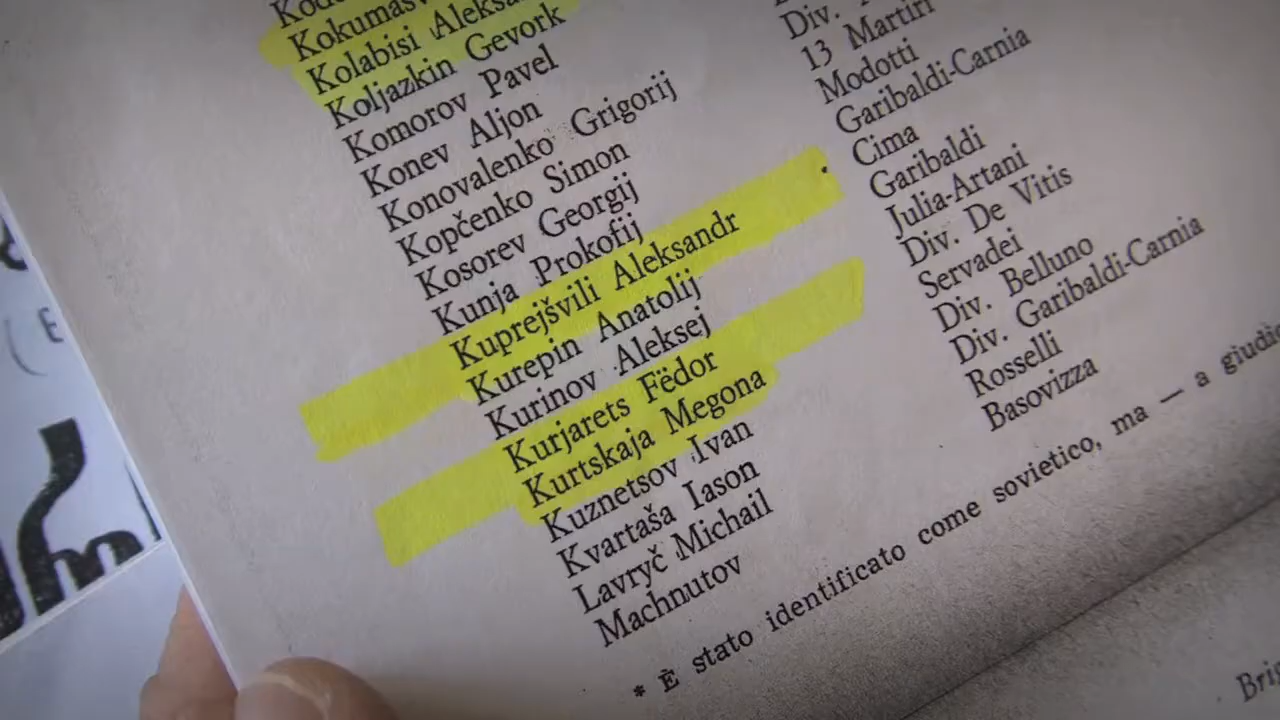 Kolabisi Aleksa
Koljazkin Gevork
Komorov Pavel
Konev Aljon
Konovalenko Grigorij
Kopčenko Simon
Kosorev Georgij
Kunja Prokofij
Kuprejšvili Aleksandr
Kurepin Anatolij
Kurinov Aleksej
Kurjarets Fëdor
Kurtskaja Megona
Kuznetsov Ivan
Kvartaša Iason
Lavryč Michail
Machnutov
Div.
13 Martiri
Modotti
Garibaldi-Carnia
Cima
Garibaldi
Julia-Artani
Div. De Vitis
Servadei
Div. Belluno
Div. Garibaldi-Carnia
Rosselli
Basovizza
* È stato identificato come sovietico, ma — a giudic
Brig